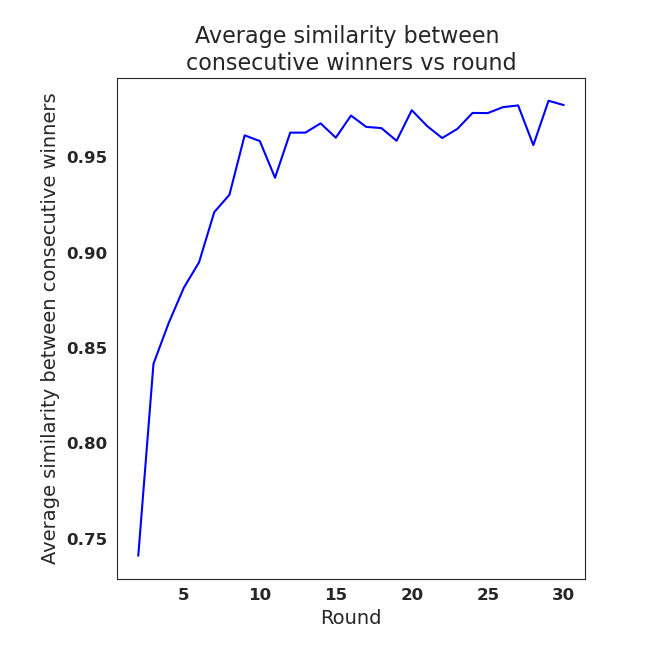 Average similarity between
consecutive winners vs round
Average similarity between consecutive winners
0.95
0.90
0.85
0.80
0.75
5 10 15 20 25 30
Round